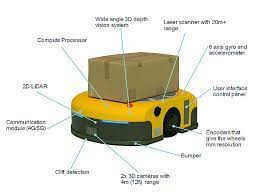 Wide angle 3D depth
vision system
Laser scanner with 20m+
range
Compute Processor
6 axis gyro and
accelerometer
2D LiDAR
User interface
control panel
Communication
module (4G/5G)
Encoders that
give the wheels
mm resolution
Cliff detection
Bumper
2x 3D cameras with
4m (12ft) range